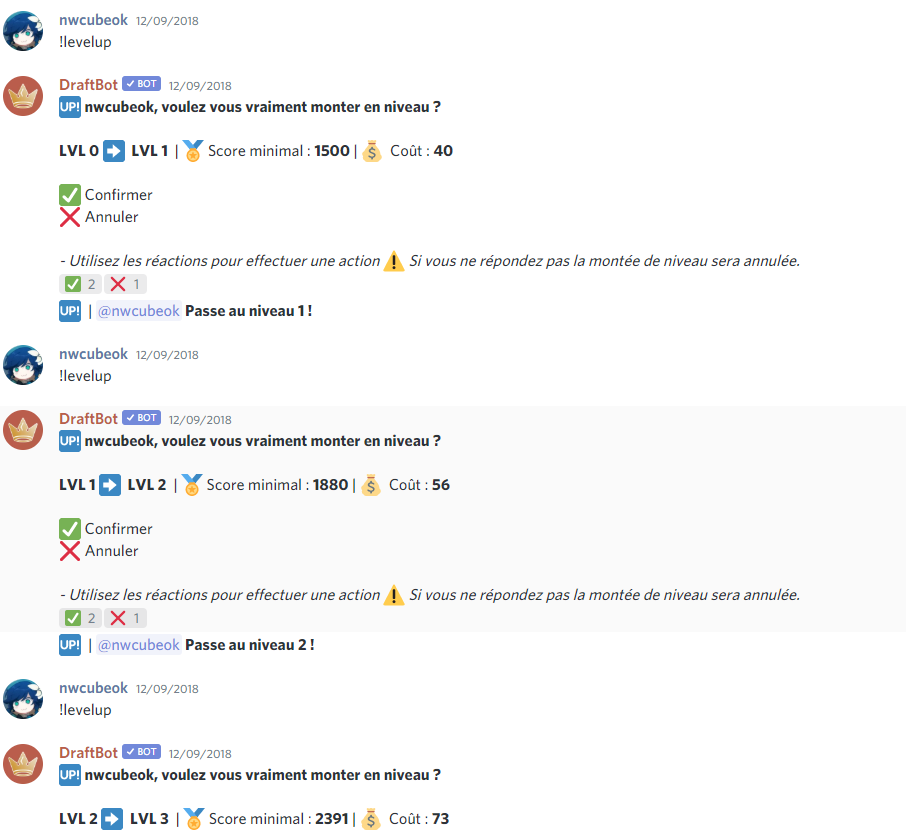 nwcubeok 12/09/2018
!levelup
DraftBot ✓ BOT 12/09/2018
UP! nwcubeok, voulez vous vraiment monter en niveau ?
LVL 0 ➡ LVL 1 | 🏅 Score minimal : 1500 | 💰 Coût : 40
✅ Confirmer
❌ Annuler
- Utilisez les réactions pour effectuer une action ⚠ Si vous ne répondez pas la montée de niveau sera annulée.
✅ 2 ❌ 1
UP! | @nwcubeok Passe au niveau 1 !
nwcubeok 12/09/2018
!levelup
DraftBot ✓ BOT 12/09/2018
UP! nwcubeok, voulez vous vraiment monter en niveau ?
LVL 1 ➡ LVL 2 | 🏅 Score minimal : 1880 | 💰 Coût : 56
✅ Confirmer
❌ Annuler
- Utilisez les réactions pour effectuer une action ⚠ Si vous ne répondez pas la montée de niveau sera annulée.
✅ 2 ❌ 1
UP! | @nwcubeok Passe au niveau 2 !
nwcubeok 12/09/2018
!levelup
DraftBot ✓ BOT 12/09/2018
UP! nwcubeok, voulez vous vraiment monter en niveau ?
LVL 2 ➡ LVL 3 | 🏅 Score minimal : 2391 | 💰 Coût : 73